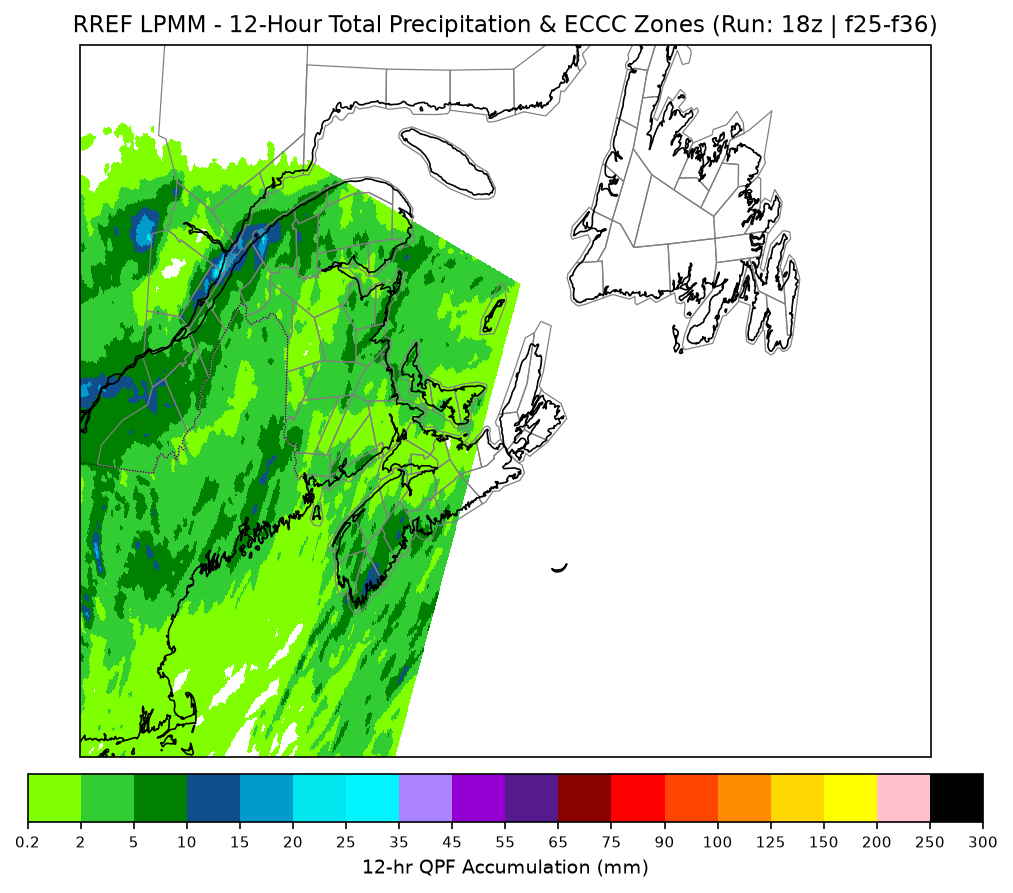 RREF LPMM - 12-Hour Total Precipitation & ECCC Zones (Run: 18z | f25-f36)
0.2 2 5 10 15 20 25 35 45 55 65 75 90 100 125 150 200 250 300
12-hr QPF Accumulation (mm)